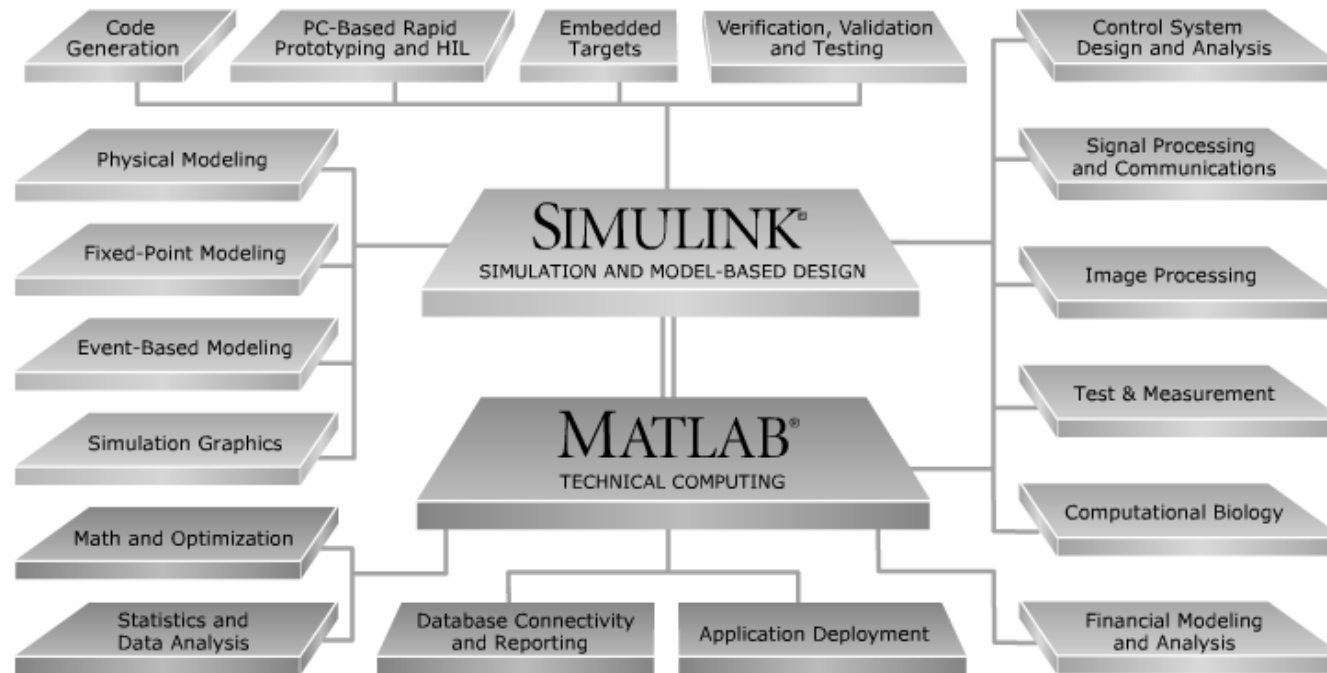 Code
Generation
PC-Based Rapid
Prototyping and HIL
Embedded
Targets
Verification, Validation
and Testing
Control System
Design and Analysis
Physical Modeling
Signal Processing
and Communications
SIMULINK®
SIMULATION AND MODEL-BASED DESIGN
Fixed-Point Modeling
Image Processing
Event-Based Modeling
Test & Measurement
MATLAB®
TECHNICAL COMPUTING
Simulation Graphics
Computational Biology
Math and Optimization
Statistics and
Data Analysis
Database Connectivity
and Reporting
Application Deployment
Financial Modeling
and Analysis